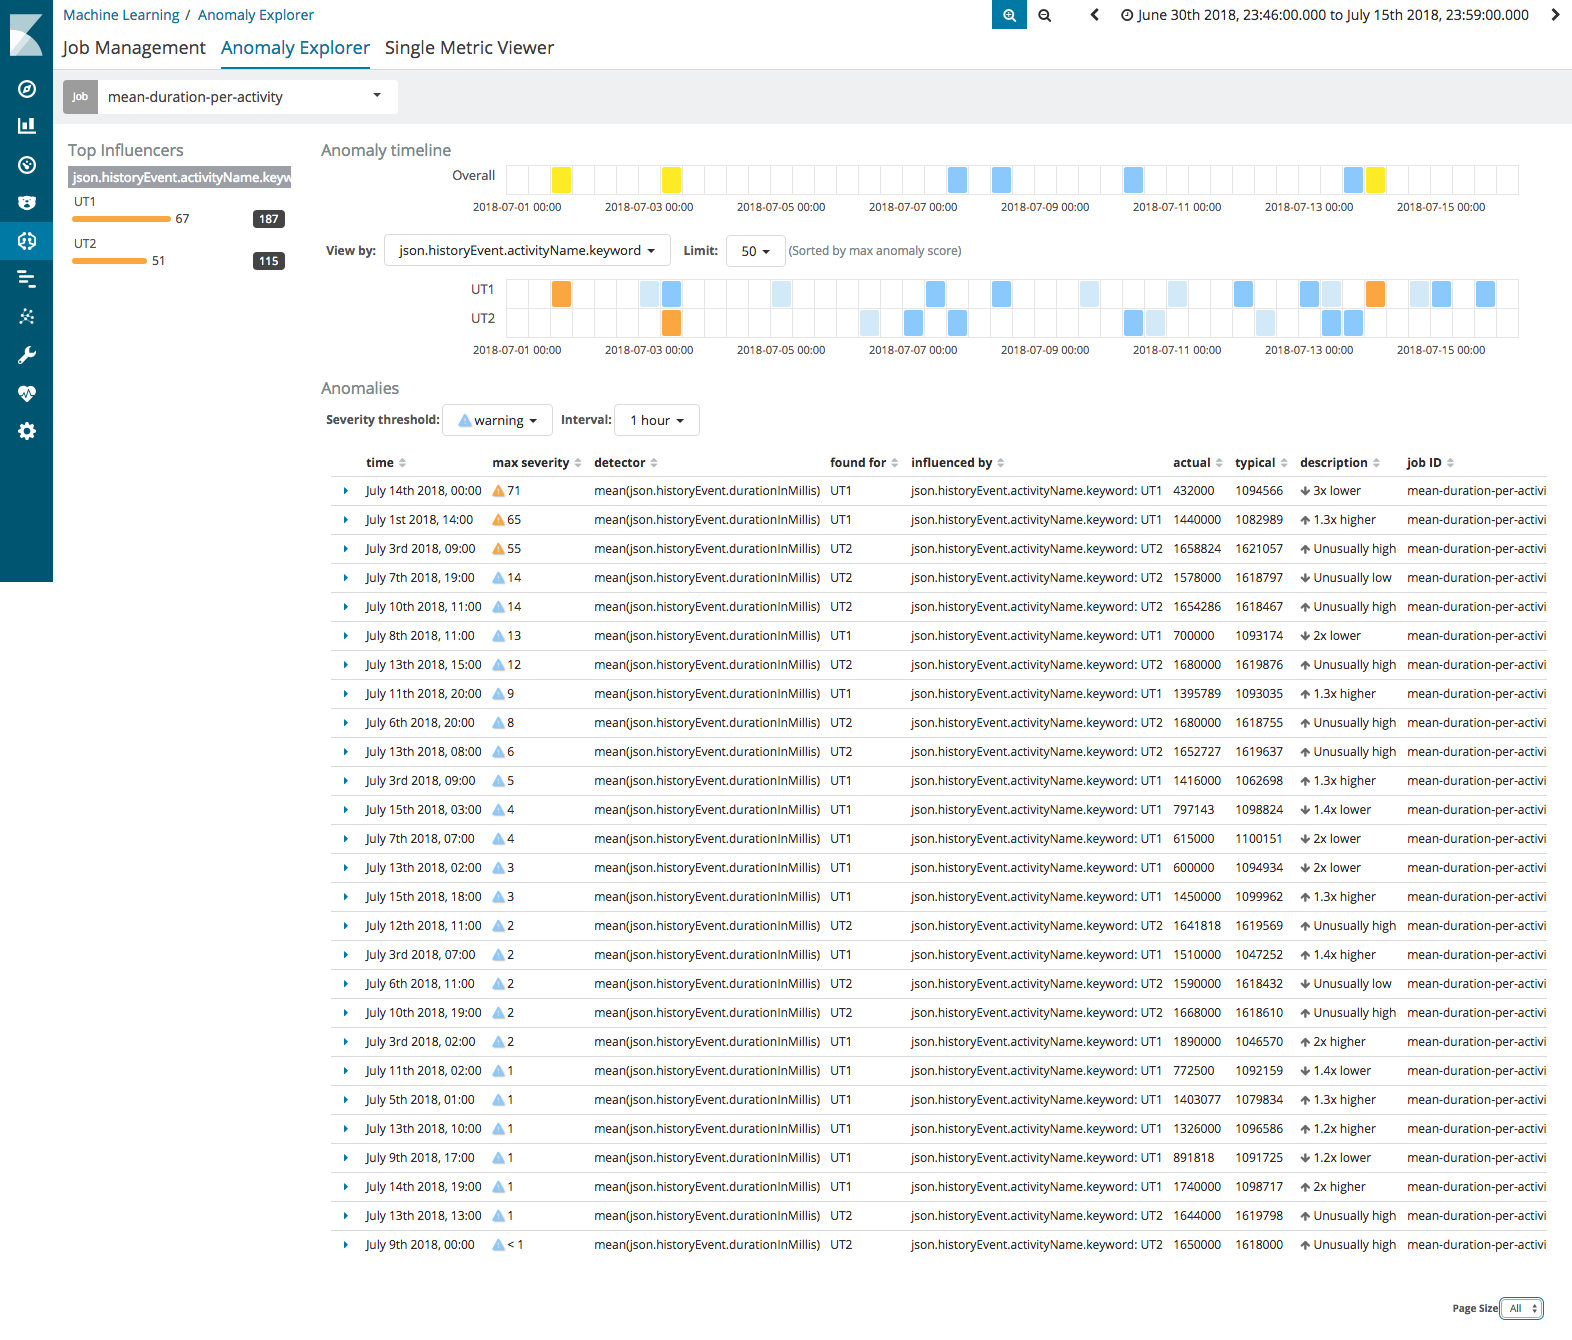 Machine Learning / Anomaly Explorer
June 30th 2018, 23:46:00.000 to July 15th 2018, 23:59:00.000
Job Management Anomaly Explorer Single Metric Viewer
Job mean-duration-per-activity
Top Influencers
json.historyEvent.activityName.keyw
UT1
67 187
UT2
51 115
Anomaly timeline
Overall
2018-07-01 00:00 2018-07-03 00:00 2018-07-05 00:00 2018-07-07 00:00 2018-07-09 00:00 2018-07-11 00:00 2018-07-13 00:00 2018-07-15 00:00
View by: json.historyEvent.activityName.keyword Limit: 50 (Sorted by max anomaly score)
UT1
UT2
2018-07-01 00:00 2018-07-03 00:00 2018-07-05 00:00 2018-07-07 00:00 2018-07-09 00:00 2018-07-11 00:00 2018-07-13 00:00 2018-07-15 00:00
Anomalies
Severity threshold: warning Interval: 1 hour
time max severity detector found for influenced by actual typical description job ID
July 14th 2018, 00:00 71 mean(json.historyEvent.durationInMillis) UT1 json.historyEvent.activityName.keyword: UT1 432000 1094566 3x lower mean-duration-per-activi
July 1st 2018, 14:00 65 mean(json.historyEvent.durationInMillis) UT1 json.historyEvent.activityName.keyword: UT1 1440000 1082989 1.3x higher mean-duration-per-activi
July 3rd 2018, 09:00 55 mean(json.historyEvent.durationInMillis) UT2 json.historyEvent.activityName.keyword: UT2 1658824 1621057 Unusually high mean-duration-per-activi
July 7th 2018, 19:00 14 mean(json.historyEvent.durationInMillis) UT2 json.historyEvent.activityName.keyword: UT2 1578000 1618797 Unusually low mean-duration-per-activi
July 10th 2018, 11:00 14 mean(json.historyEvent.durationInMillis) UT2 json.historyEvent.activityName.keyword: UT2 1654286 1618467 Unusually high mean-duration-per-activi
July 8th 2018, 11:00 13 mean(json.historyEvent.durationInMillis) UT1 json.historyEvent.activityName.keyword: UT1 700000 1093174 2x lower mean-duration-per-activi
July 13th 2018, 15:00 12 mean(json.historyEvent.durationInMillis) UT2 json.historyEvent.activityName.keyword: UT2 1680000 1619876 Unusually high mean-duration-per-activi
July 11th 2018, 20:00 9 mean(json.historyEvent.durationInMillis) UT1 json.historyEvent.activityName.keyword: UT1 1395789 1093035 1.3x higher mean-duration-per-activi
July 6th 2018, 20:00 8 mean(json.historyEvent.durationInMillis) UT2 json.historyEvent.activityName.keyword: UT2 1680000 1618755 Unusually high mean-duration-per-activi
July 13th 2018, 08:00 6 mean(json.historyEvent.durationInMillis) UT2 json.historyEvent.activityName.keyword: UT2 1652727 1619637 Unusually high mean-duration-per-activi
July 3rd 2018, 09:00 5 mean(json.historyEvent.durationInMillis) UT1 json.historyEvent.activityName.keyword: UT1 1416000 1062698 1.3x higher mean-duration-per-activi
July 15th 2018, 03:00 4 mean(json.historyEvent.durationInMillis) UT1 json.historyEvent.activityName.keyword: UT1 797143 1098824 1.4x lower mean-duration-per-activi
July 7th 2018, 07:00 4 mean(json.historyEvent.durationInMillis) UT1 json.historyEvent.activityName.keyword: UT1 615000 1100151 2x lower mean-duration-per-activi
July 13th 2018, 02:00 3 mean(json.historyEvent.durationInMillis) UT1 json.historyEvent.activityName.keyword: UT1 600000 1094934 2x lower mean-duration-per-activi
July 15th 2018, 18:00 3 mean(json.historyEvent.durationInMillis) UT1 json.historyEvent.activityName.keyword: UT1 1450000 1099962 1.3x higher mean-duration-per-activi
July 12th 2018, 11:00 2 mean(json.historyEvent.durationInMillis) UT2 json.historyEvent.activityName.keyword: UT2 1641818 1619569 Unusually high mean-duration-per-activi
July 3rd 2018, 07:00 2 mean(json.historyEvent.durationInMillis) UT1 json.historyEvent.activityName.keyword: UT1 1510000 1047252 1.4x higher mean-duration-per-activi
July 6th 2018, 11:00 2 mean(json.historyEvent.durationInMillis) UT2 json.historyEvent.activityName.keyword: UT2 1590000 1618432 Unusually low mean-duration-per-activi
July 10th 2018, 19:00 2 mean(json.historyEvent.durationInMillis) UT2 json.historyEvent.activityName.keyword: UT2 1668000 1618610 Unusually high mean-duration-per-activi
July 3rd 2018, 02:00 2 mean(json.historyEvent.durationInMillis) UT1 json.historyEvent.activityName.keyword: UT1 1890000 1046570 2x higher mean-duration-per-activi
July 11th 2018, 02:00 1 mean(json.historyEvent.durationInMillis) UT1 json.historyEvent.activityName.keyword: UT1 772500 1092159 1.4x lower mean-duration-per-activi
July 5th 2018, 01:00 1 mean(json.historyEvent.durationInMillis) UT1 json.historyEvent.activityName.keyword: UT1 1403077 1079834 1.3x higher mean-duration-per-activi
July 13th 2018, 10:00 1 mean(json.historyEvent.durationInMillis) UT1 json.historyEvent.activityName.keyword: UT1 1326000 1096586 1.2x higher mean-duration-per-activi
July 9th 2018, 17:00 1 mean(json.historyEvent.durationInMillis) UT1 json.historyEvent.activityName.keyword: UT1 891818 1091725 1.2x lower mean-duration-per-activi
July 14th 2018, 19:00 1 mean(json.historyEvent.durationInMillis) UT1 json.historyEvent.activityName.keyword: UT1 1740000 1098717 2x higher mean-duration-per-activi
July 13th 2018, 13:00 1 mean(json.historyEvent.durationInMillis) UT2 json.historyEvent.activityName.keyword: UT2 1644000 1619798 Unusually high mean-duration-per-activi
July 9th 2018, 00:00 < 1 mean(json.historyEvent.durationInMillis) UT2 json.historyEvent.activityName.keyword: UT2 1650000 1618000 Unusually high mean-duration-per-activi
Page Size All